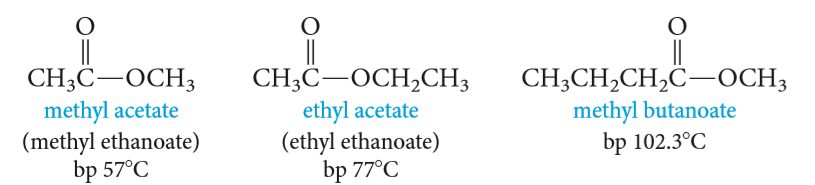 O O O
CH₃C—OCH₃ CH₃C—OCH₂CH₃ CH₃CH₂CH₂C—OCH₃
methyl acetate ethyl acetate methyl butanoate
(methyl ethanoate) (ethyl ethanoate) bp 102.3°C
bp 57°C bp 77°C